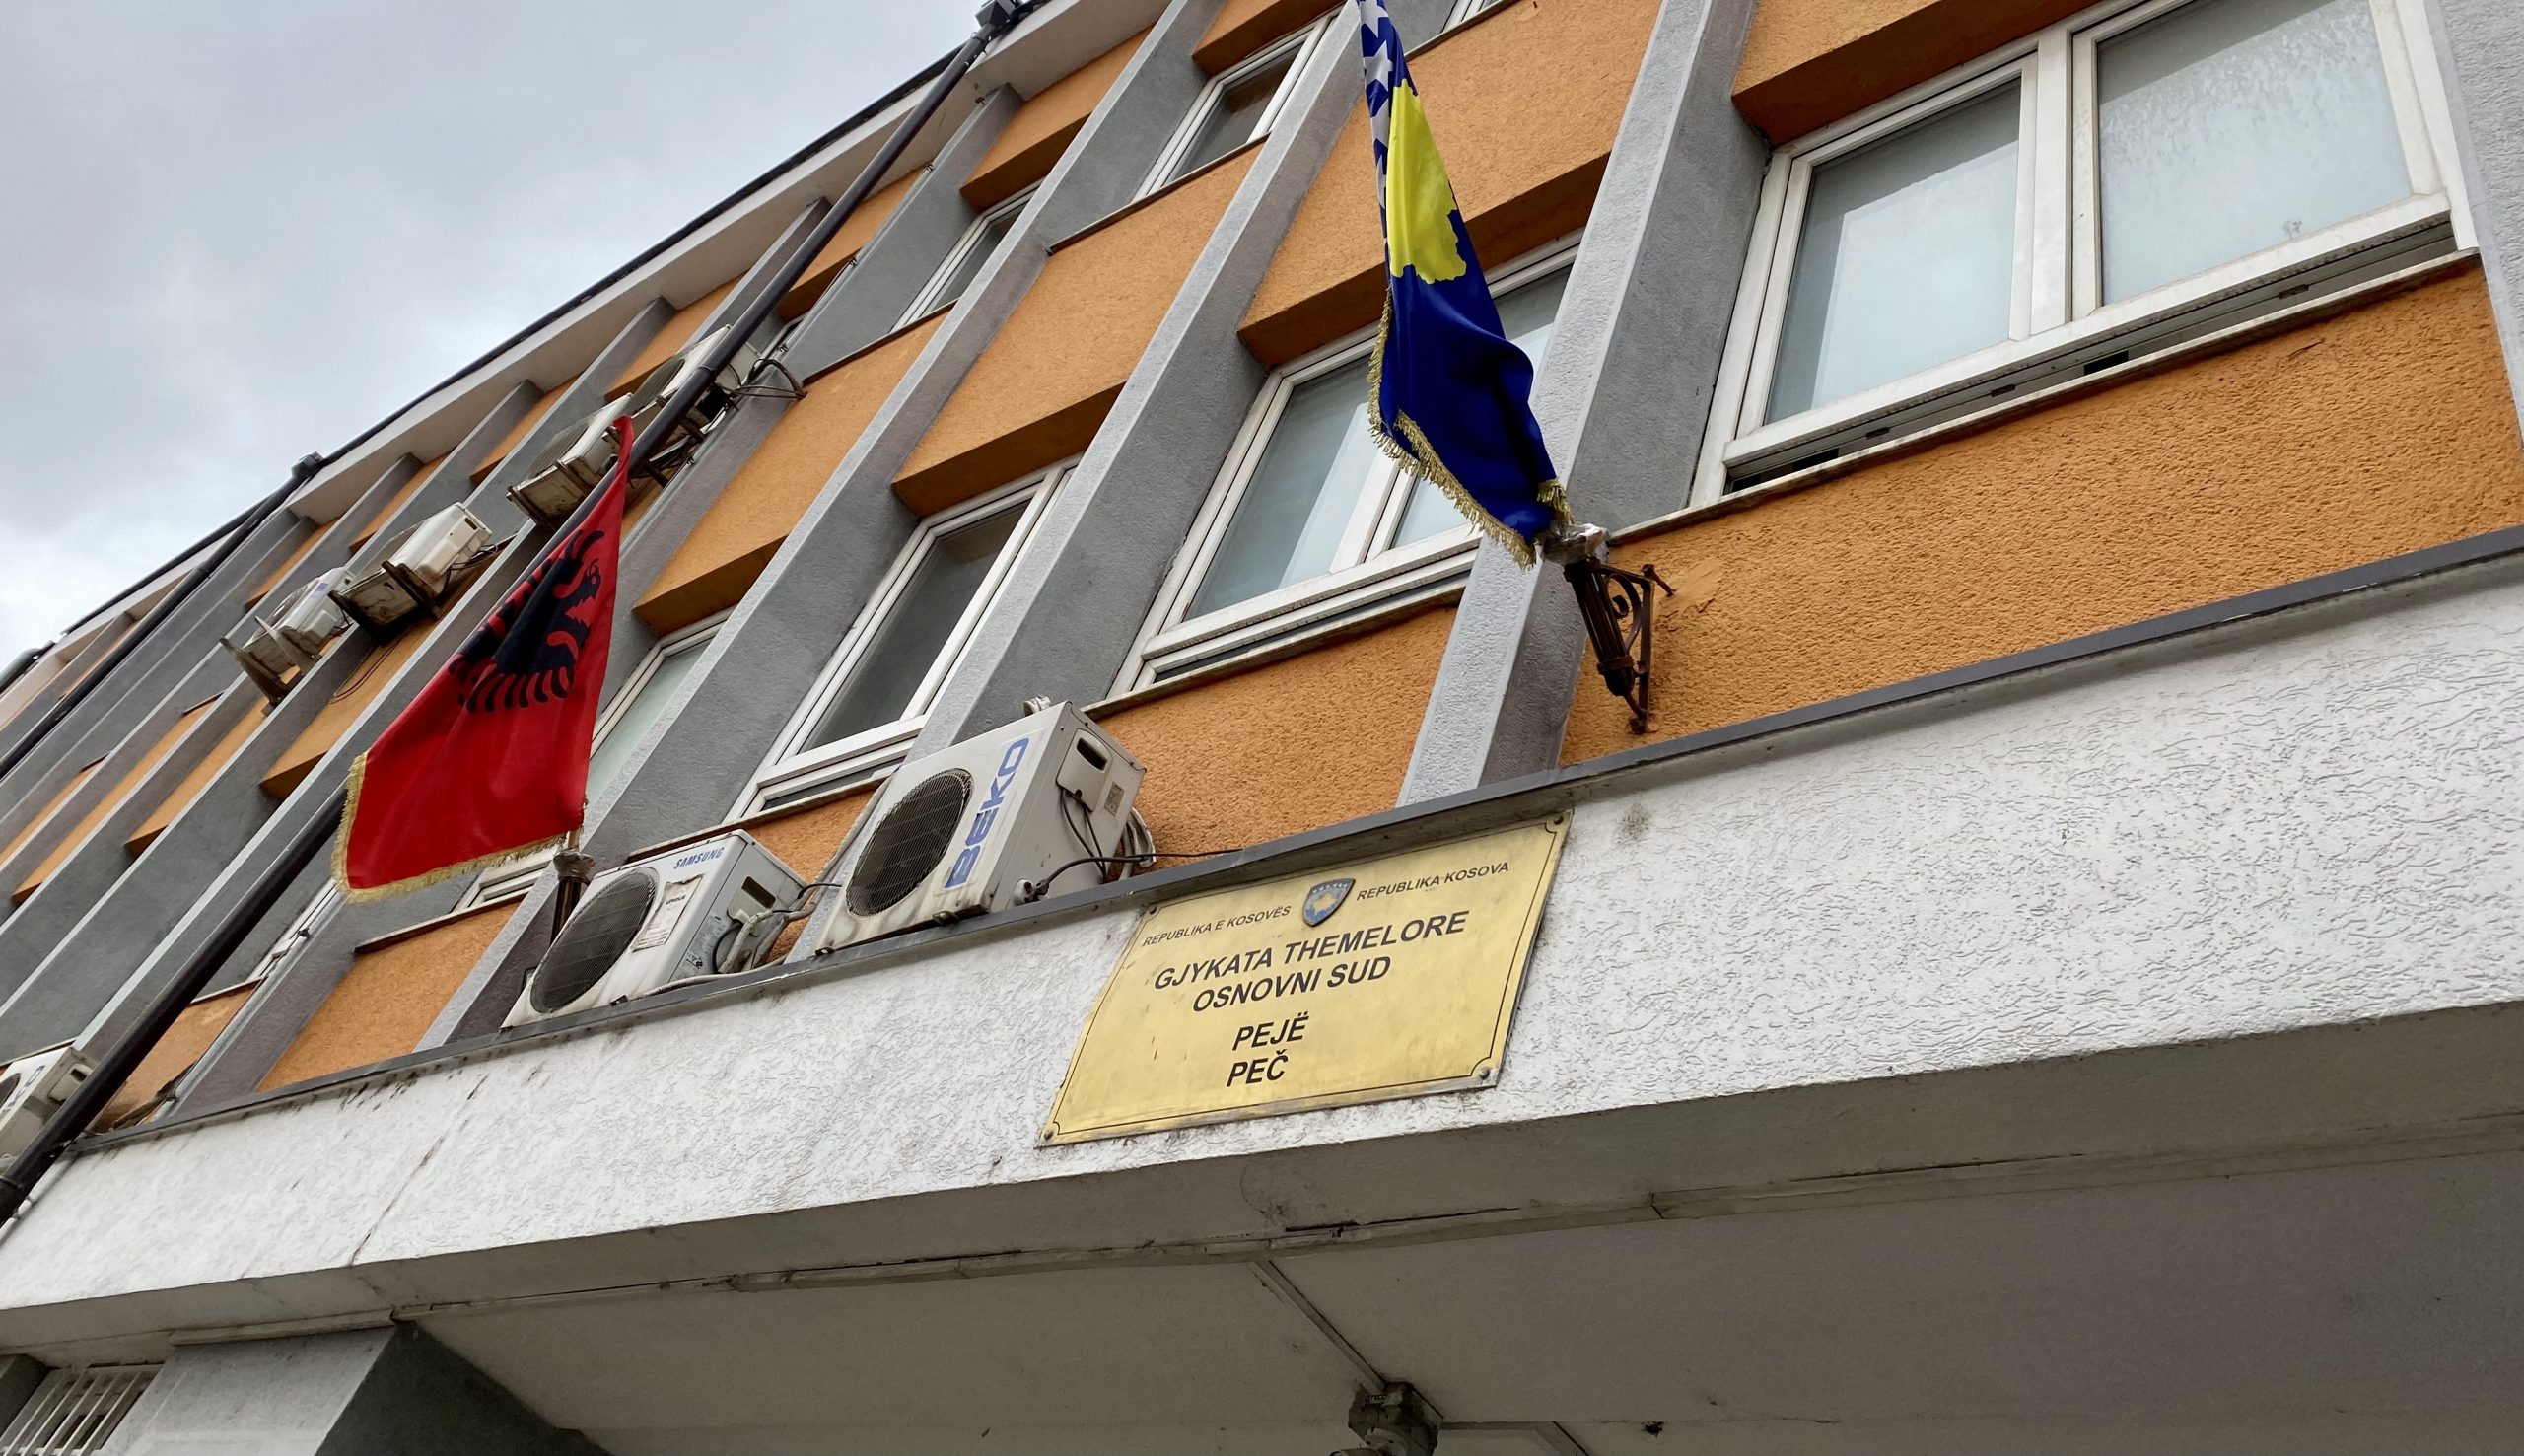 SAMSUNG
BEKO
REPUBLIKA E KOSOVËS REPUBLIKA KOSOVA
GJYKATA THEMELORE
OSNOVNI SUD
PEJË
PEČ